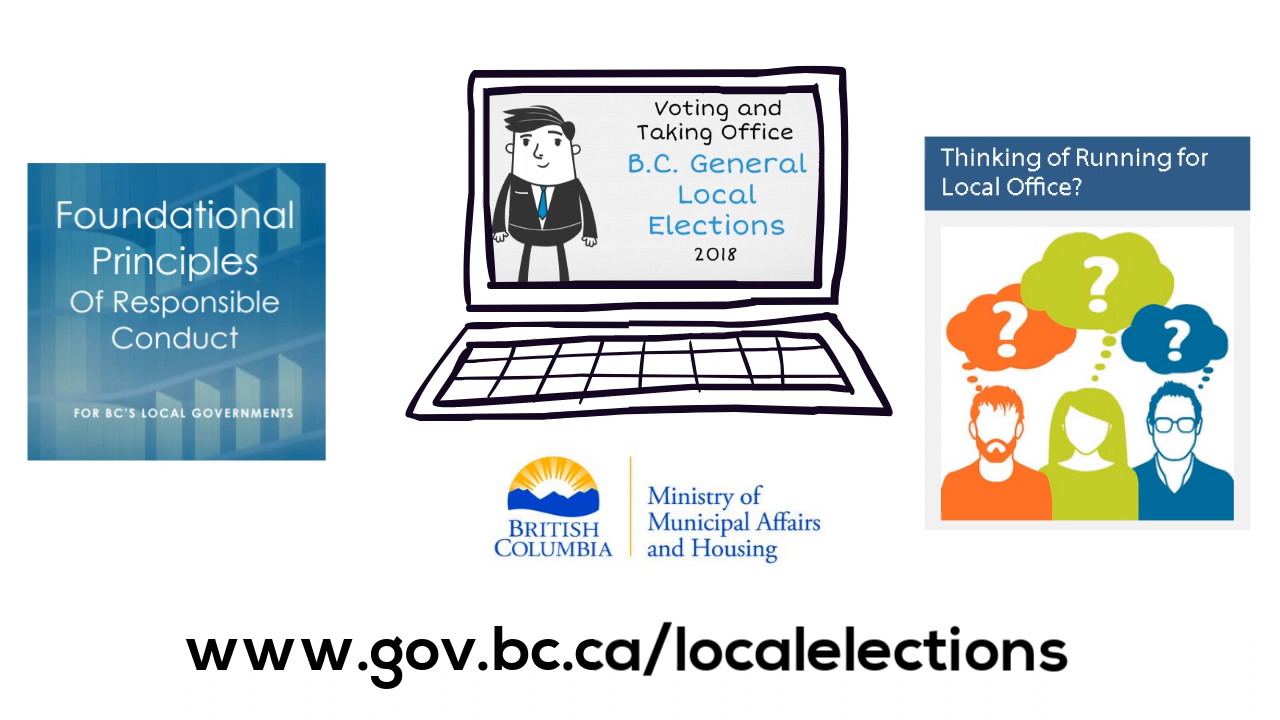 Foundational
Principles
Of Responsible
Conduct
FOR BC'S LOCAL GOVERNMENTS
Voting and
Taking Office
B.C. General
Local
Elections
2018
Thinking of Running for
Local Office?
?
?
?
BRITISH
COLUMBIA
Ministry of
Municipal Affairs
and Housing
www.gov.bc.ca/localelections